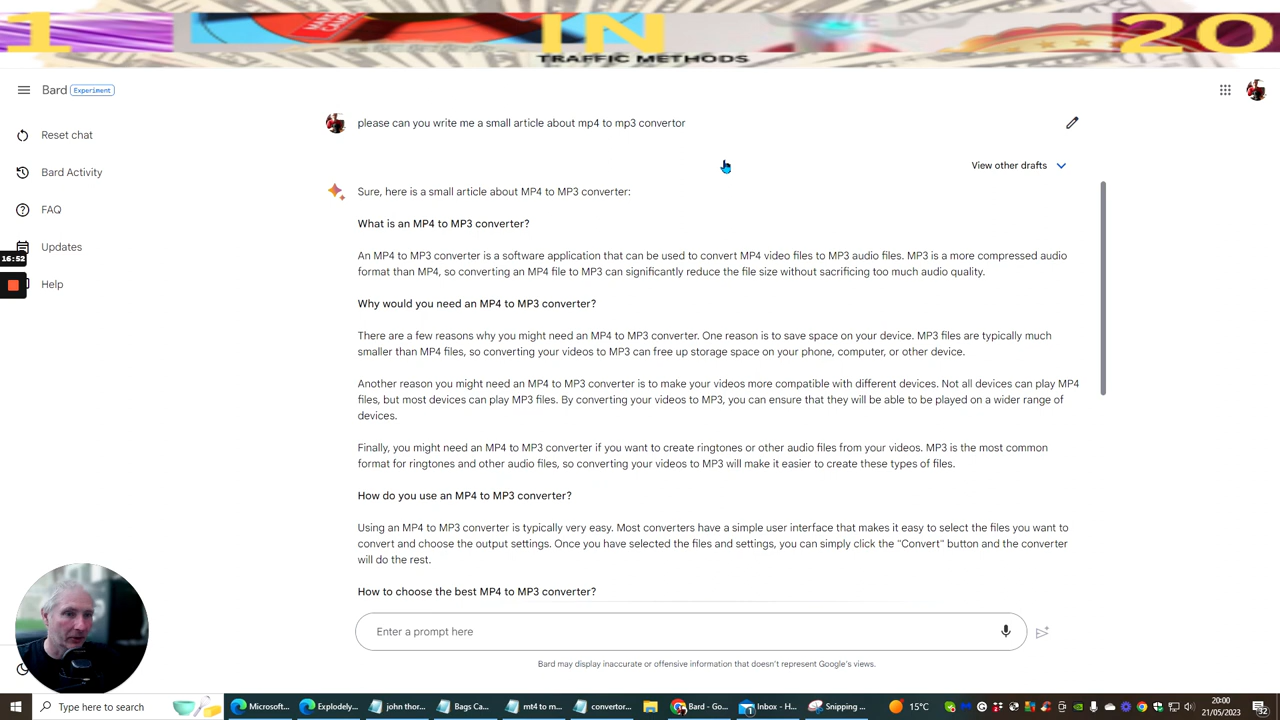 1 IN 20
TRAFFIC METHODS
Bard Experiment
Reset chat
Bard Activity
FAQ
Updates
16:52
Help
please can you write me a small article about mp4 to mp3 convertor
View other drafts
Sure, here is a small article about MP4 to MP3 converter:
What is an MP4 to MP3 converter?
An MP4 to MP3 converter is a software application that can be used to convert MP4 video files to MP3 audio files. MP3 is a more compressed audio
format than MP4, so converting an MP4 file to MP3 can significantly reduce the file size without sacrificing too much audio quality.
Why would you need an MP4 to MP3 converter?
There are a few reasons why you might need an MP4 to MP3 converter. One reason is to save space on your device. MP3 files are typically much
smaller than MP4 files, so converting your videos to MP3 can free up storage space on your phone, computer, or other device.
Another reason you might need an MP4 to MP3 converter is to make your videos more compatible with different devices. Not all devices can play MP4
files, but most devices can play MP3 files. By converting your videos to MP3, you can ensure that they will be able to be played on a wider range of
devices.
Finally, you might need an MP4 to MP3 converter if you want to create ringtones or other audio files from your videos. MP3 is the most common
format for ringtones and other audio files, so converting your videos to MP3 will make it easier to create these types of files.
How do you use an MP4 to MP3 converter?
Using an MP4 to MP3 converter is typically very easy. Most converters have a simple user interface that makes it easy to select the files you want to
convert and choose the output settings. Once you have selected the files and settings, you can simply click the "Convert" button and the converter
will do the rest.
How to choose the best MP4 to MP3 converter?
Enter a prompt here
Bard may display inaccurate or offensive information that doesn't represent Google's views.
Type here to search
Microsoft...
Explodely...
john thor...
Bags Ca...
mt4 to m...
convertor...
Bard - Go...
Inbox - H...
Snipping ...
15°C
20:00
21/05/2023